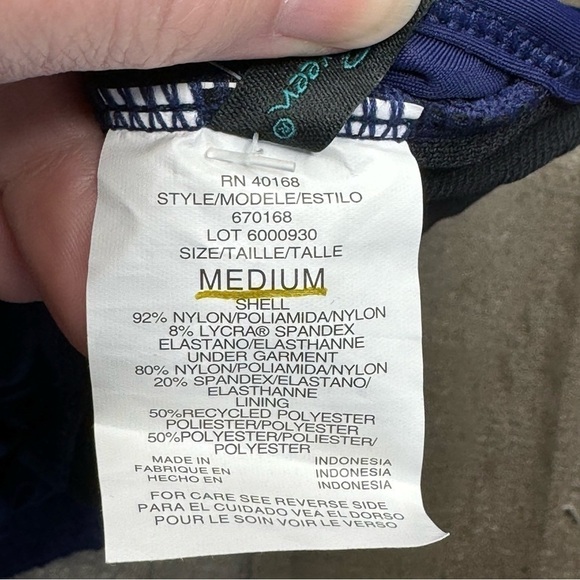 Queen ®
RN 40168
STYLE/MODELE/ESTILO
670168
LOT 6000930
SIZE/TAILLE/TALLE
MEDIUM
SHELL
92% NYLON/POLIAMIDA/NYLON
8% LYCRA® SPANDEX
ELASTANO/ELASTHANNE
UNDER GARMENT
80% NYLON/POLIAMIDA/NYLON
20% SPANDEX/ELASTANO/
ELASTHANNE
LINING
50%RECYCLED POLYESTER
POLIESTER/POLYESTER
50%POLYESTER/POLIESTER/
POLYESTER
MADE IN INDONESIA
FABRIQUE EN INDONESIA
HECHO EN INDONESIA
FOR CARE SEE REVERSE SIDE
PARA EL CUIDADO VEA EL DORSO
POUR LE SOIN VOIR LE VERSO